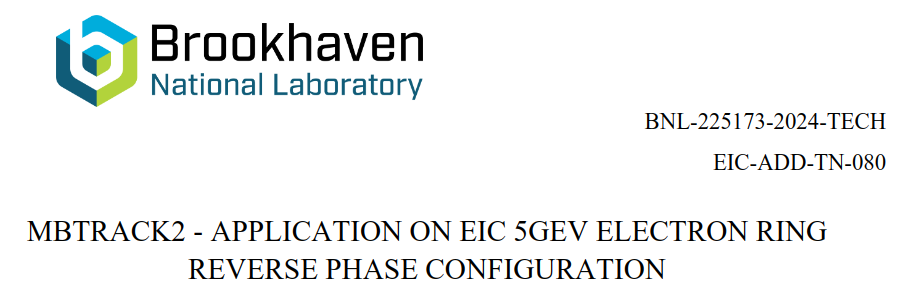 Brookhaven
National Laboratory
BNL-225173-2024-TECH
EIC-ADD-TN-080
MBTRACK2 - APPLICATION ON EIC 5GEV ELECTRON RING
REVERSE PHASE CONFIGURATION